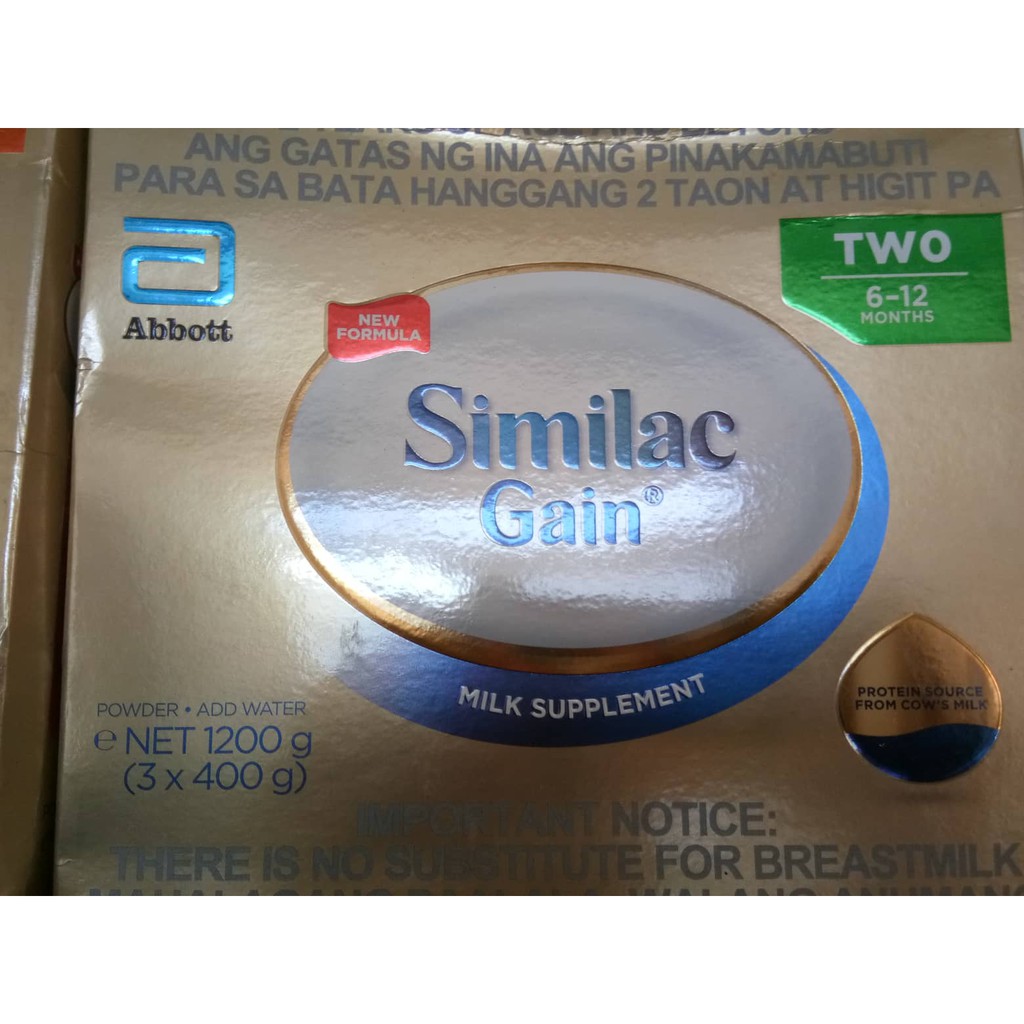 ANG GATAS NG INA ANG PINAKAMABUTI
PARA SA BATA HANGGANG 2 TAON AT HIGIT PA
Abbott
TWO
6-12
MONTHS
NEW
FORMULA
Similac
Gain®
MILK SUPPLEMENT
PROTEIN SOURCE
FROM COW'S MILK
POWDER • ADD WATER
e NET 1200 g
(3 x 400 g)
IMPORTANT NOTICE:
THERE IS NO SUBSTITUTE FOR BREASTMILK